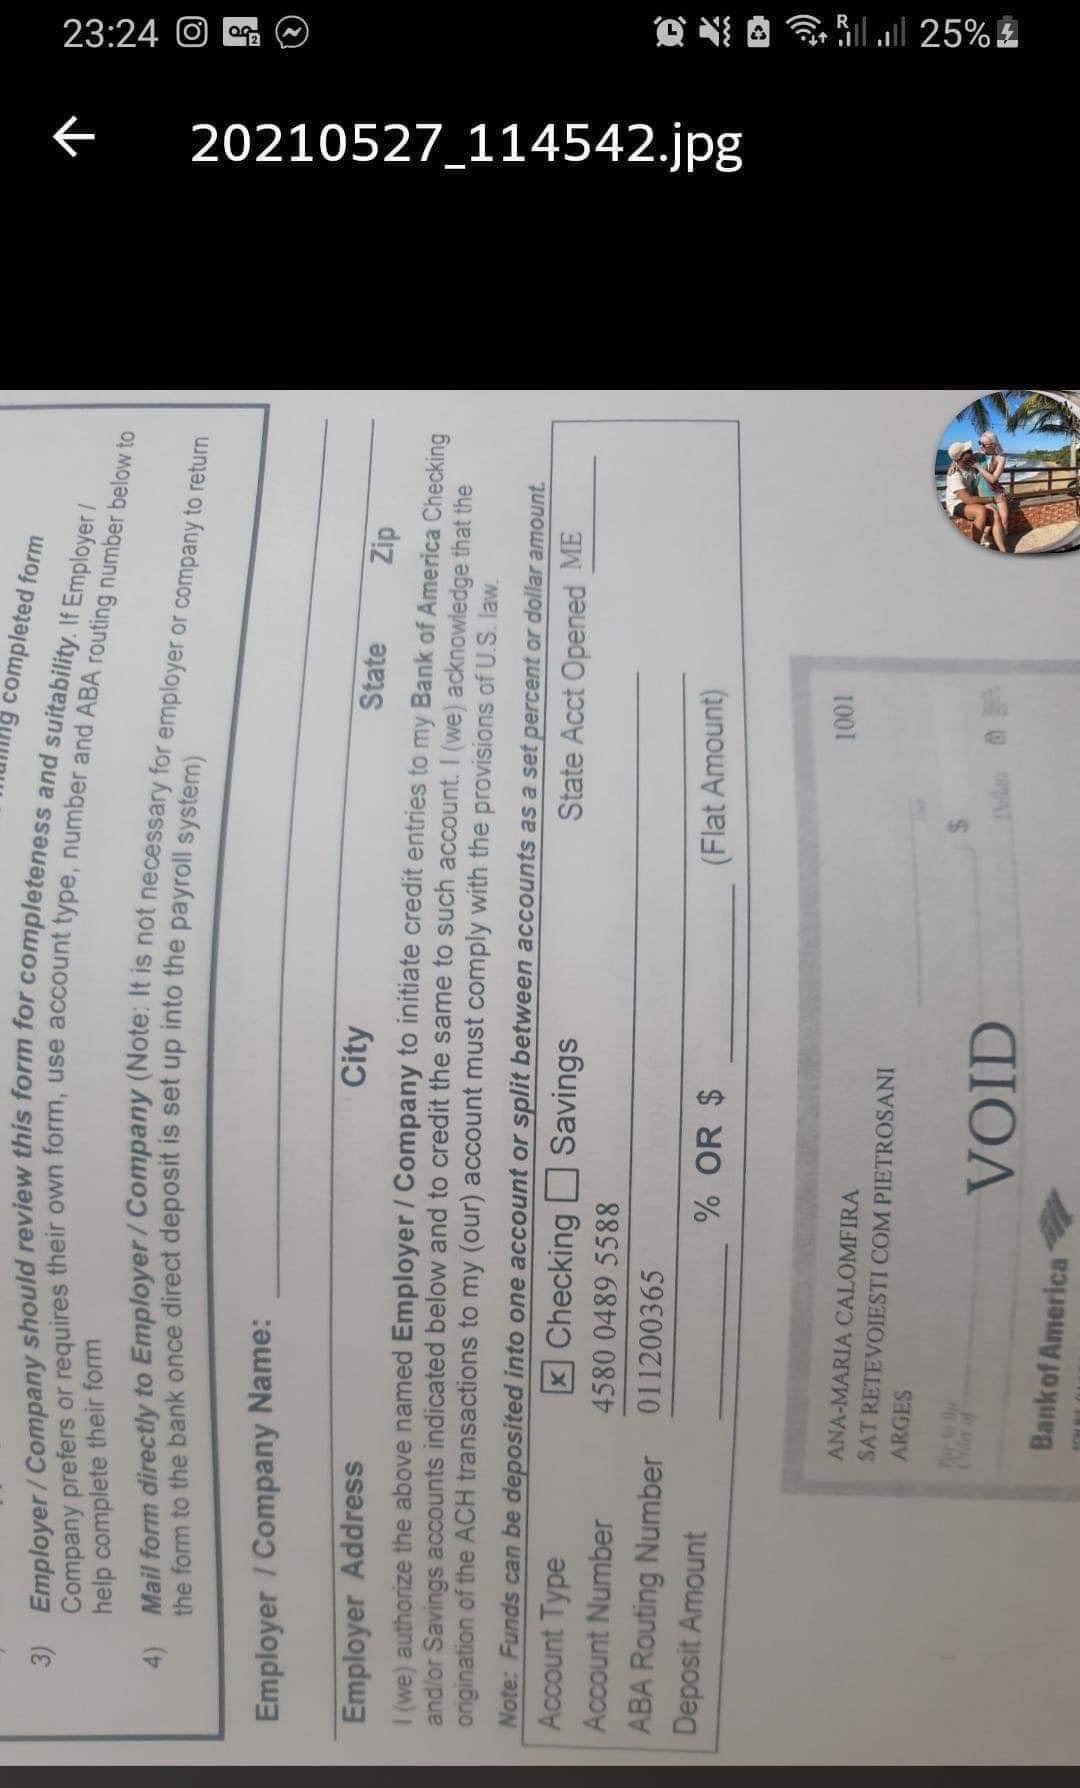 mailing completed form
3) Employer / Company should review this form for completeness and suitability. If Employer /
Company prefers or requires their own form, use account type, number and ABA routing number below to
help complete their form
4) Mail form directly to Employer / Company (Note: It is not necessary for employer or company to return
the form to the bank once direct deposit is set up into the payroll system)
Employer / Company Name:
Employer Address City State Zip
I (we) authorize the above named Employer / Company to initiate credit entries to my Bank of America Checking
and/or Savings accounts indicated below and to credit the same to such account. I (we) acknowledge that the
origination of the ACH transactions to my (our) account must comply with the provisions of U.S. law.
Note: Funds can be deposited into one account or split between accounts as a set percent or dollar amount.
Account Type x Checking Savings State Acct Opened ME
Account Number 4580 0489 5588
ABA Routing Number 011200365
Deposit Amount % OR $ (Flat Amount)
ANA-MARIA CALOMFIRA 1001
SAT RETEVOIESTI COM PIETROSANI
ARGES
Pay to the
Order of $
VOID
Dollars
Bank of America
23:24 R 25%
20210527_114542.jpg